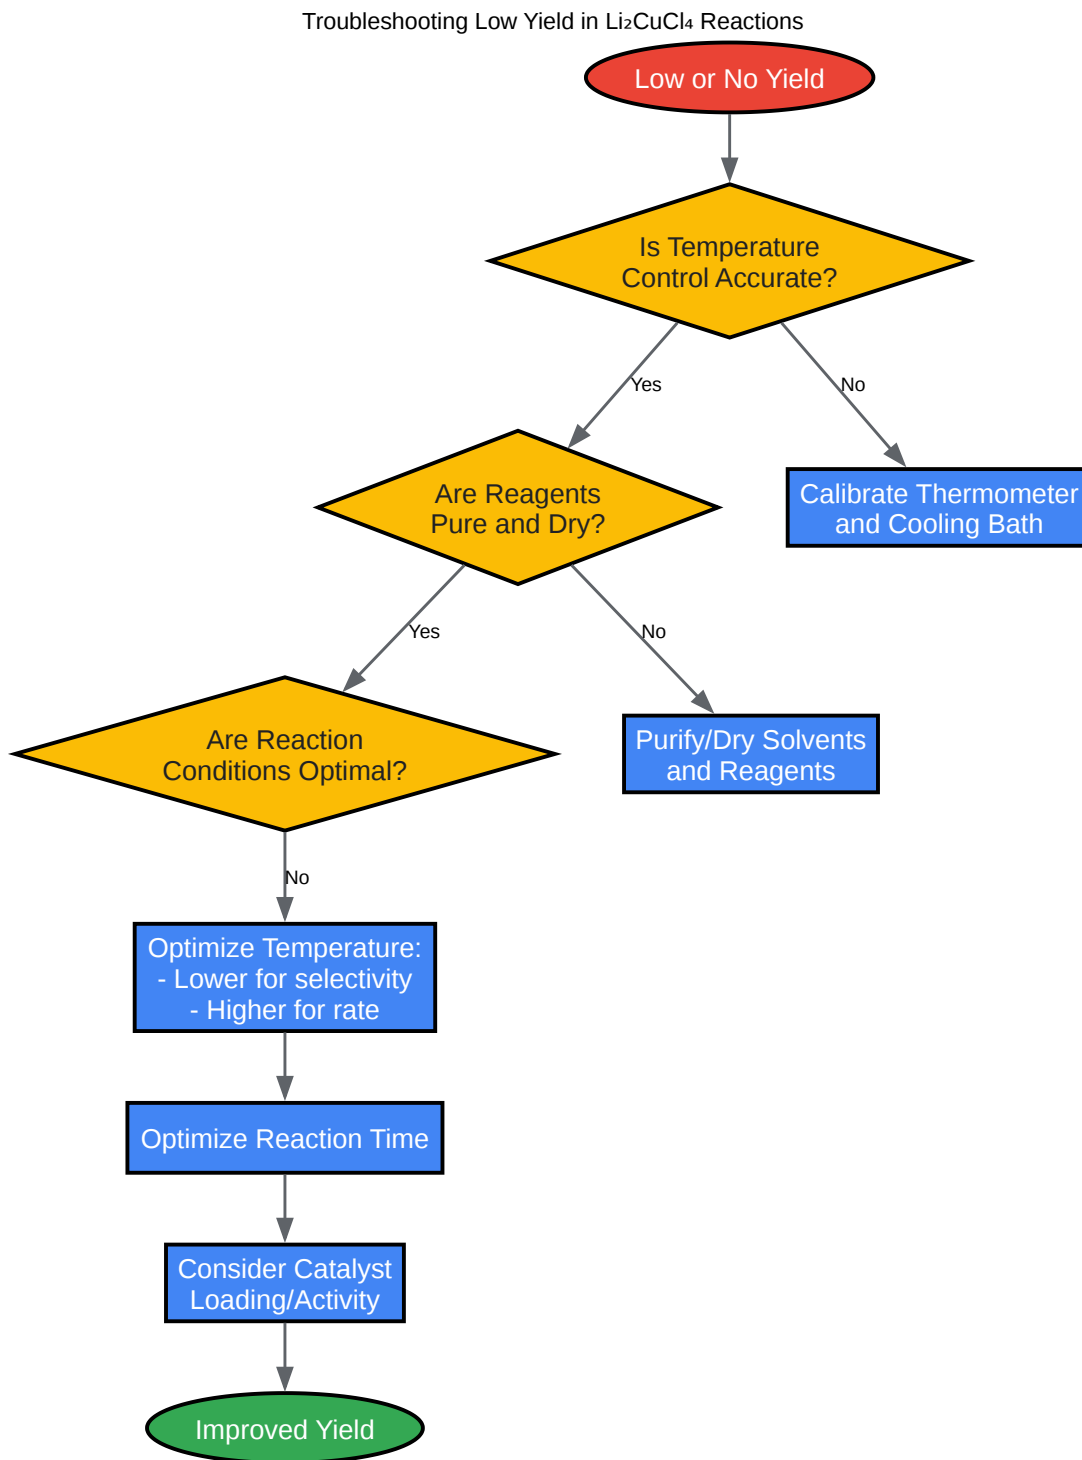 Troubleshooting Low Yield in Li₂CuCl₄ Reactions
Low or No Yield
Is Temperature
Control Accurate?
Yes
No
Are Reagents
Pure and Dry?
Calibrate Thermometer
and Cooling Bath
Yes
No
Are Reaction
Conditions Optimal?
Purify/Dry Solvents
and Reagents
No
Optimize Temperature:
- Lower for selectivity
- Higher for rate
Optimize Reaction Time
Consider Catalyst
Loading/Activity
Improved Yield